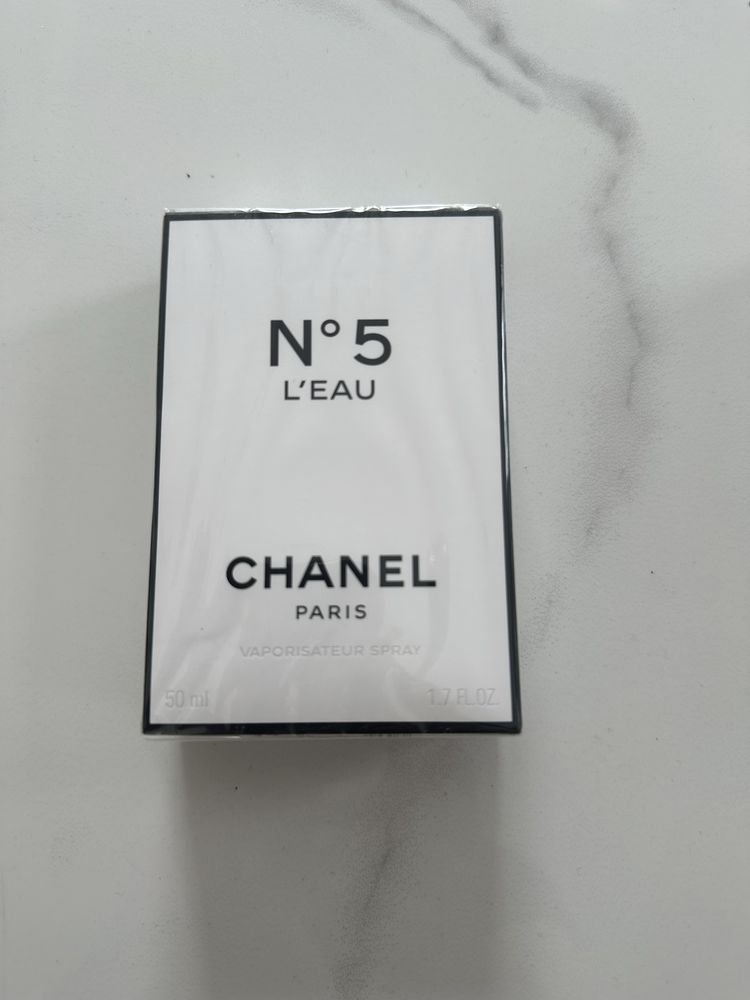 N° 5
L'EAU
CHANEL
PARIS
VAPORISATEUR SPRAY
50 ml 1.7 FL.OZ.